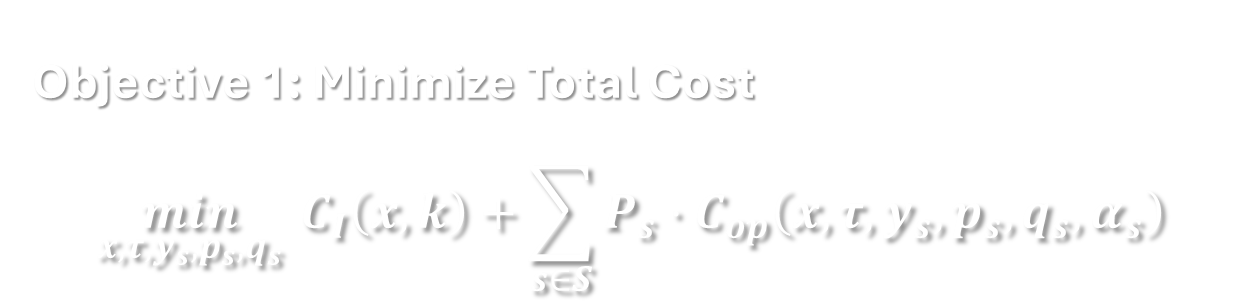 Objective 1: Minimize Total Cost
min C_I(x, k) + ∑ P_s · C_op(x, τ, y_s, p_s, q_s, α_s)
x,τ,y_s,p_s,q_s s∈S